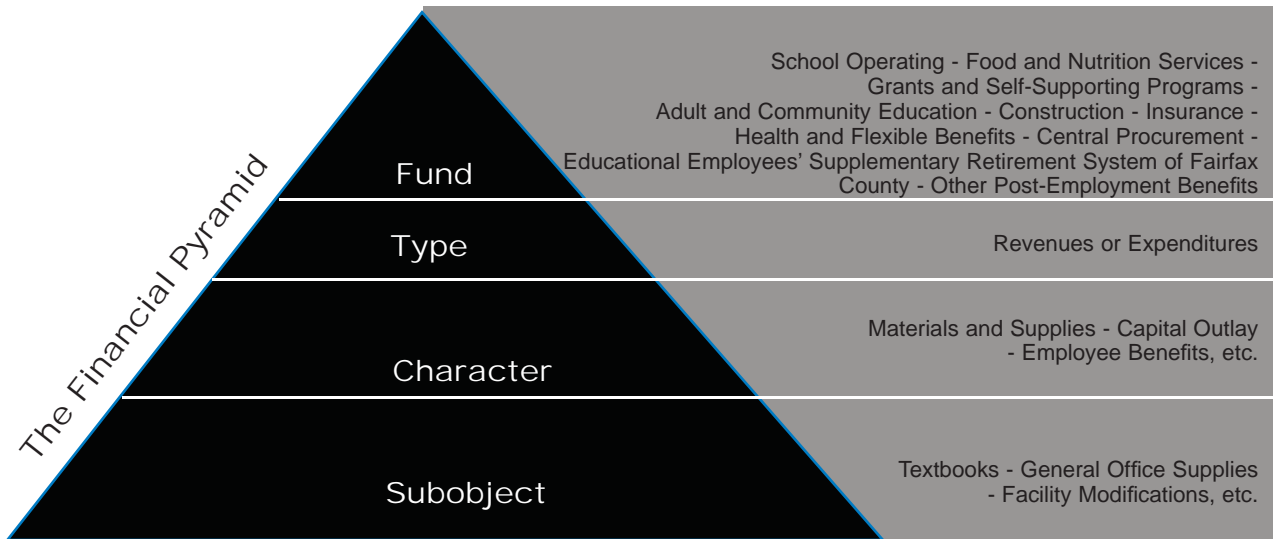 The Financial Pyramid
Fund
School Operating - Food and Nutrition Services -
Grants and Self-Supporting Programs -
Adult and Community Education - Construction - Insurance -
Health and Flexible Benefits - Central Procurement -
Educational Employees’ Supplementary Retirement System of Fairfax
County - Other Post-Employment Benefits
Type
Revenues or Expenditures
Character
Materials and Supplies - Capital Outlay
- Employee Benefits, etc.
Subobject
Textbooks - General Office Supplies
- Facility Modifications, etc.